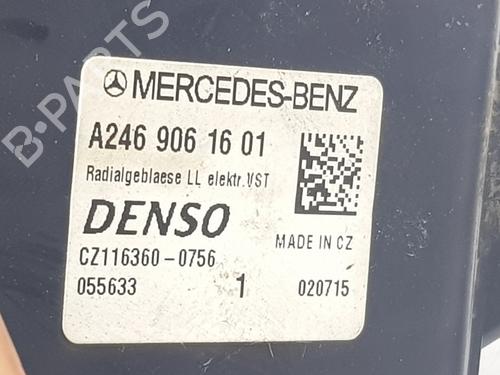 B-PARTS
MERCEDES-BENZ
A246 906 16 01
Radialgeblaese LL elektr.VST
DENSO
MADE IN CZ
CZ116360-0756
055633 1 020715